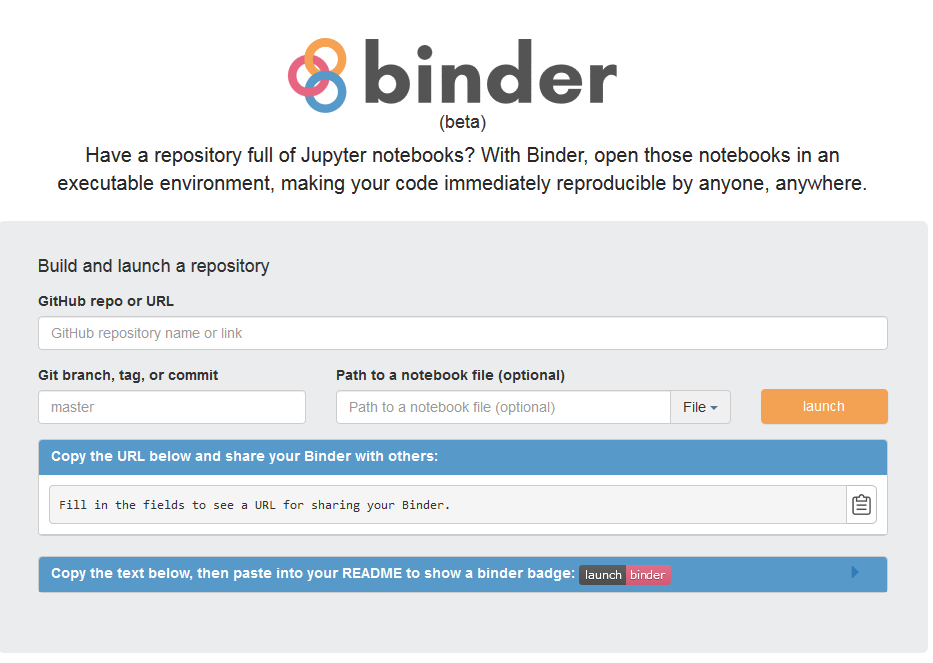 binder
(beta)
Have a repository full of Jupyter notebooks? With Binder, open those notebooks in an
executable environment, making your code immediately reproducible by anyone, anywhere.
Build and launch a repository
GitHub repo or URL
GitHub repository name or link
Git branch, tag, or commit
Path to a notebook file (optional)
master
Path to a notebook file (optional)
File
launch
Copy the URL below and share your Binder with others:
Fill in the fields to see a URL for sharing your Binder.
Copy the text below, then paste into your README to show a binder badge: launch binder